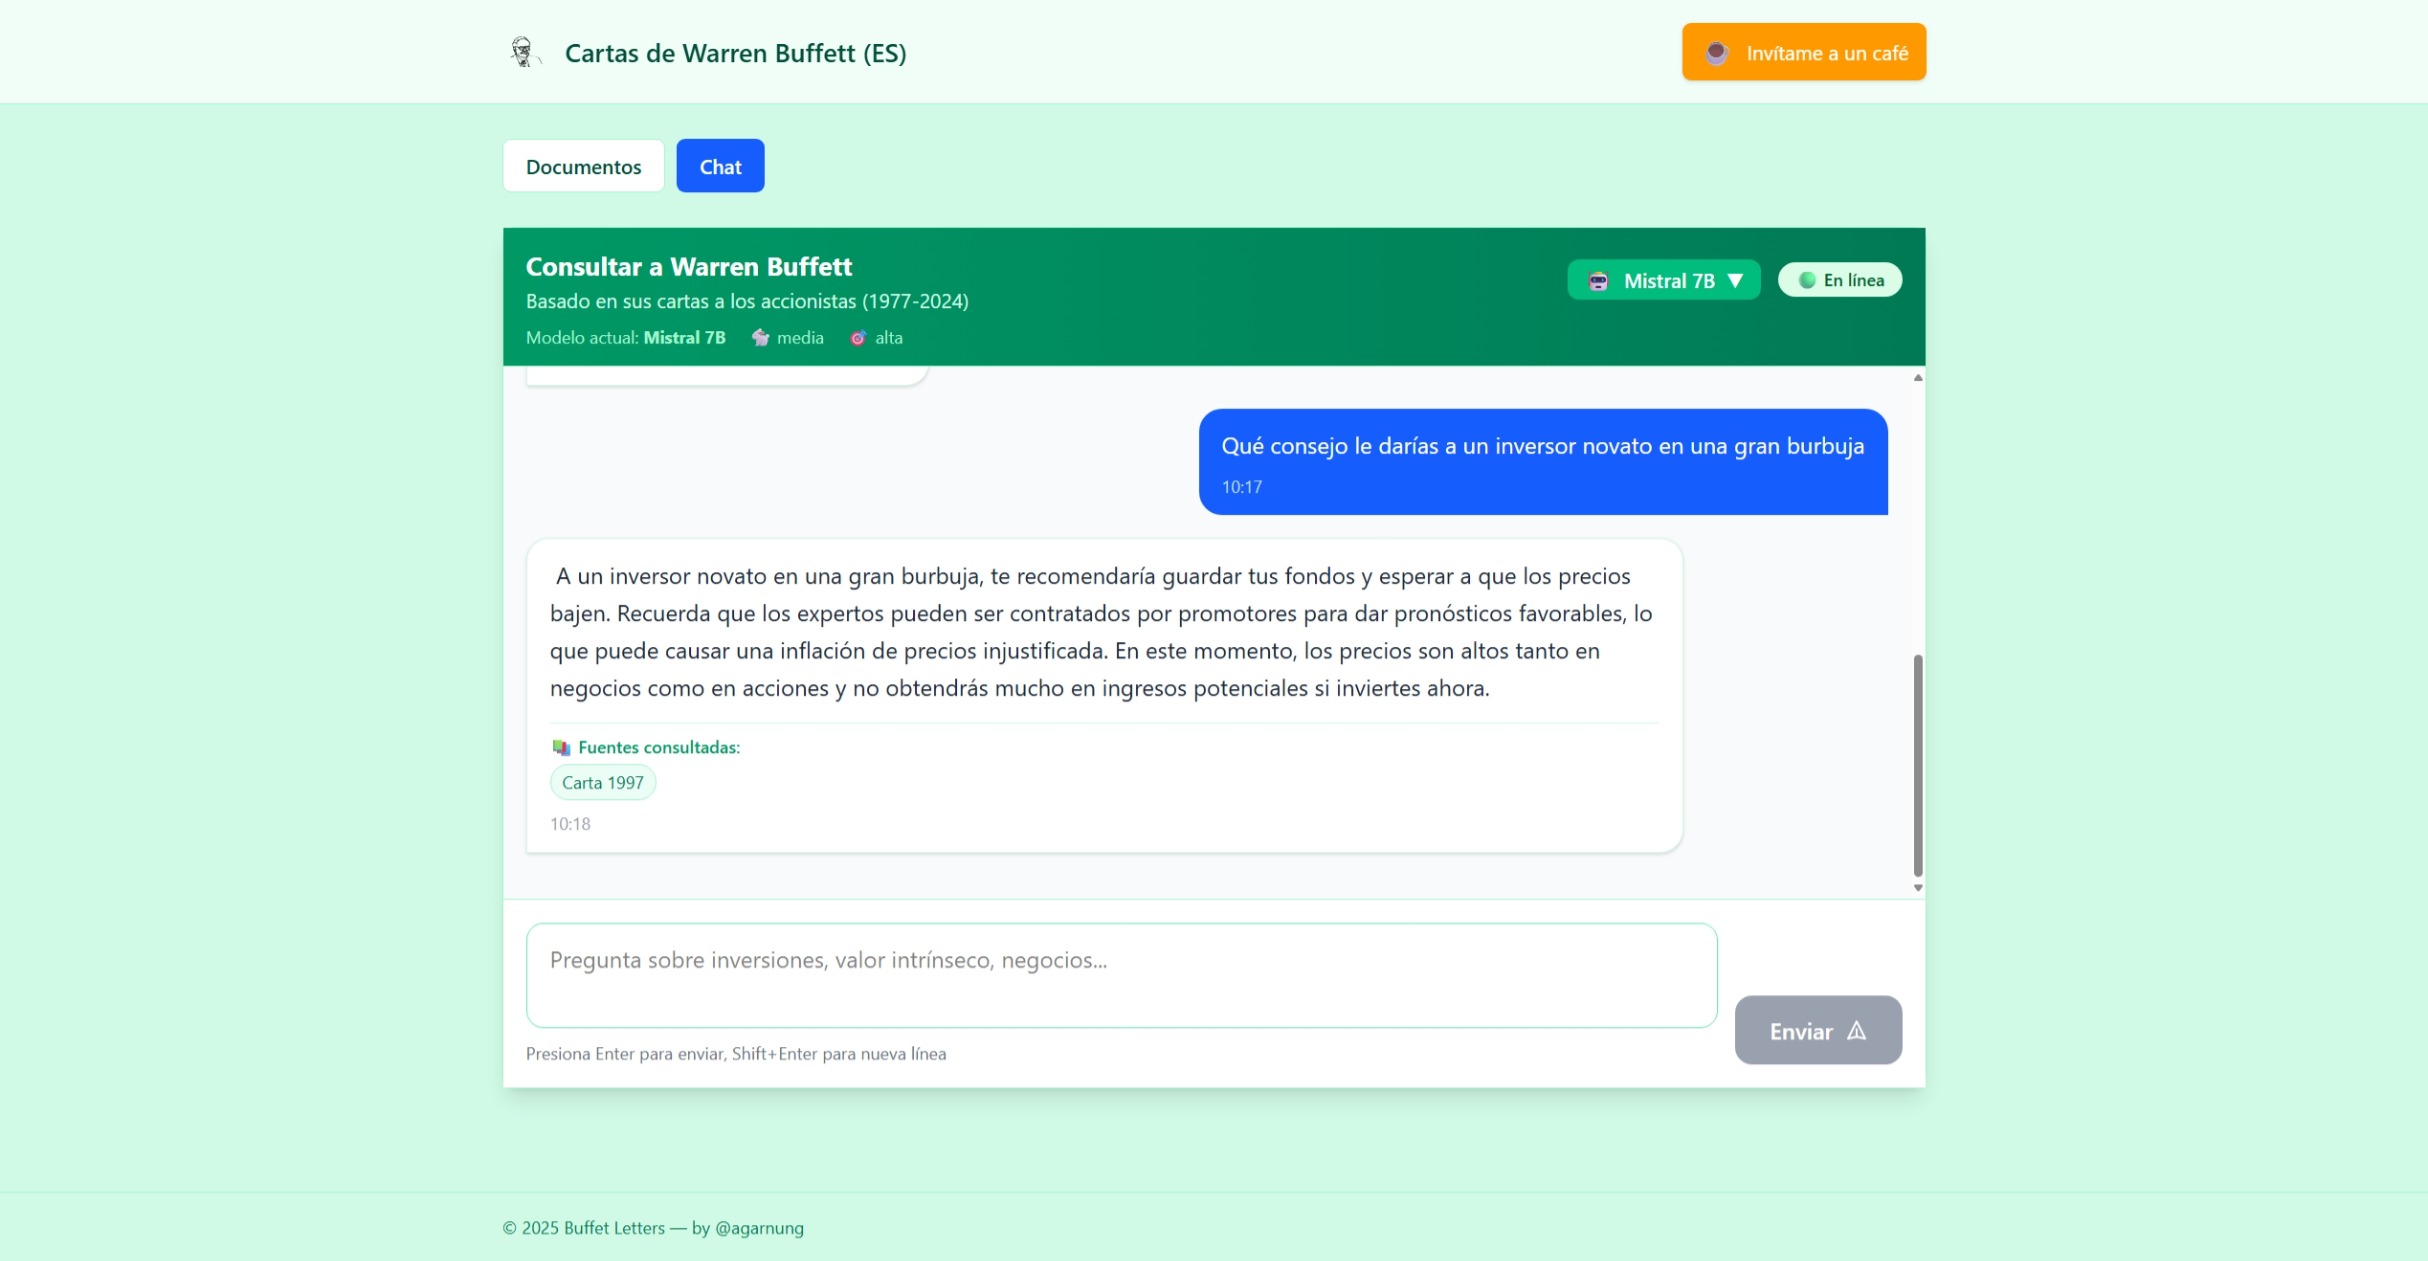 Cartas de Warren Buffett (ES)
Invítame a un café
Documentos
Chat
Consultar a Warren Buffett
Basado en sus cartas a los accionistas (1977-2024)
Modelo actual: Mistral 7B media alta
Mistral 7B ▼
En línea
Qué consejo le darías a un inversor novato en una gran burbuja
10:17
A un inversor novato en una gran burbuja, te recomendaría guardar tus fondos y esperar a que los precios
bajen. Recuerda que los expertos pueden ser contratados por promotores para dar pronósticos favorables, lo
que puede causar una inflación de precios injustificada. En este momento, los precios son altos tanto en
negocios como en acciones y no obtendrás mucho en ingresos potenciales si inviertes ahora.
Fuentes consultadas:
Carta 1997
10:18
Pregunta sobre inversiones, valor intrínseco, negocios...
Enviar
Presiona Enter para enviar, Shift+Enter para nueva línea
© 2025 Buffet Letters — by @agarnung